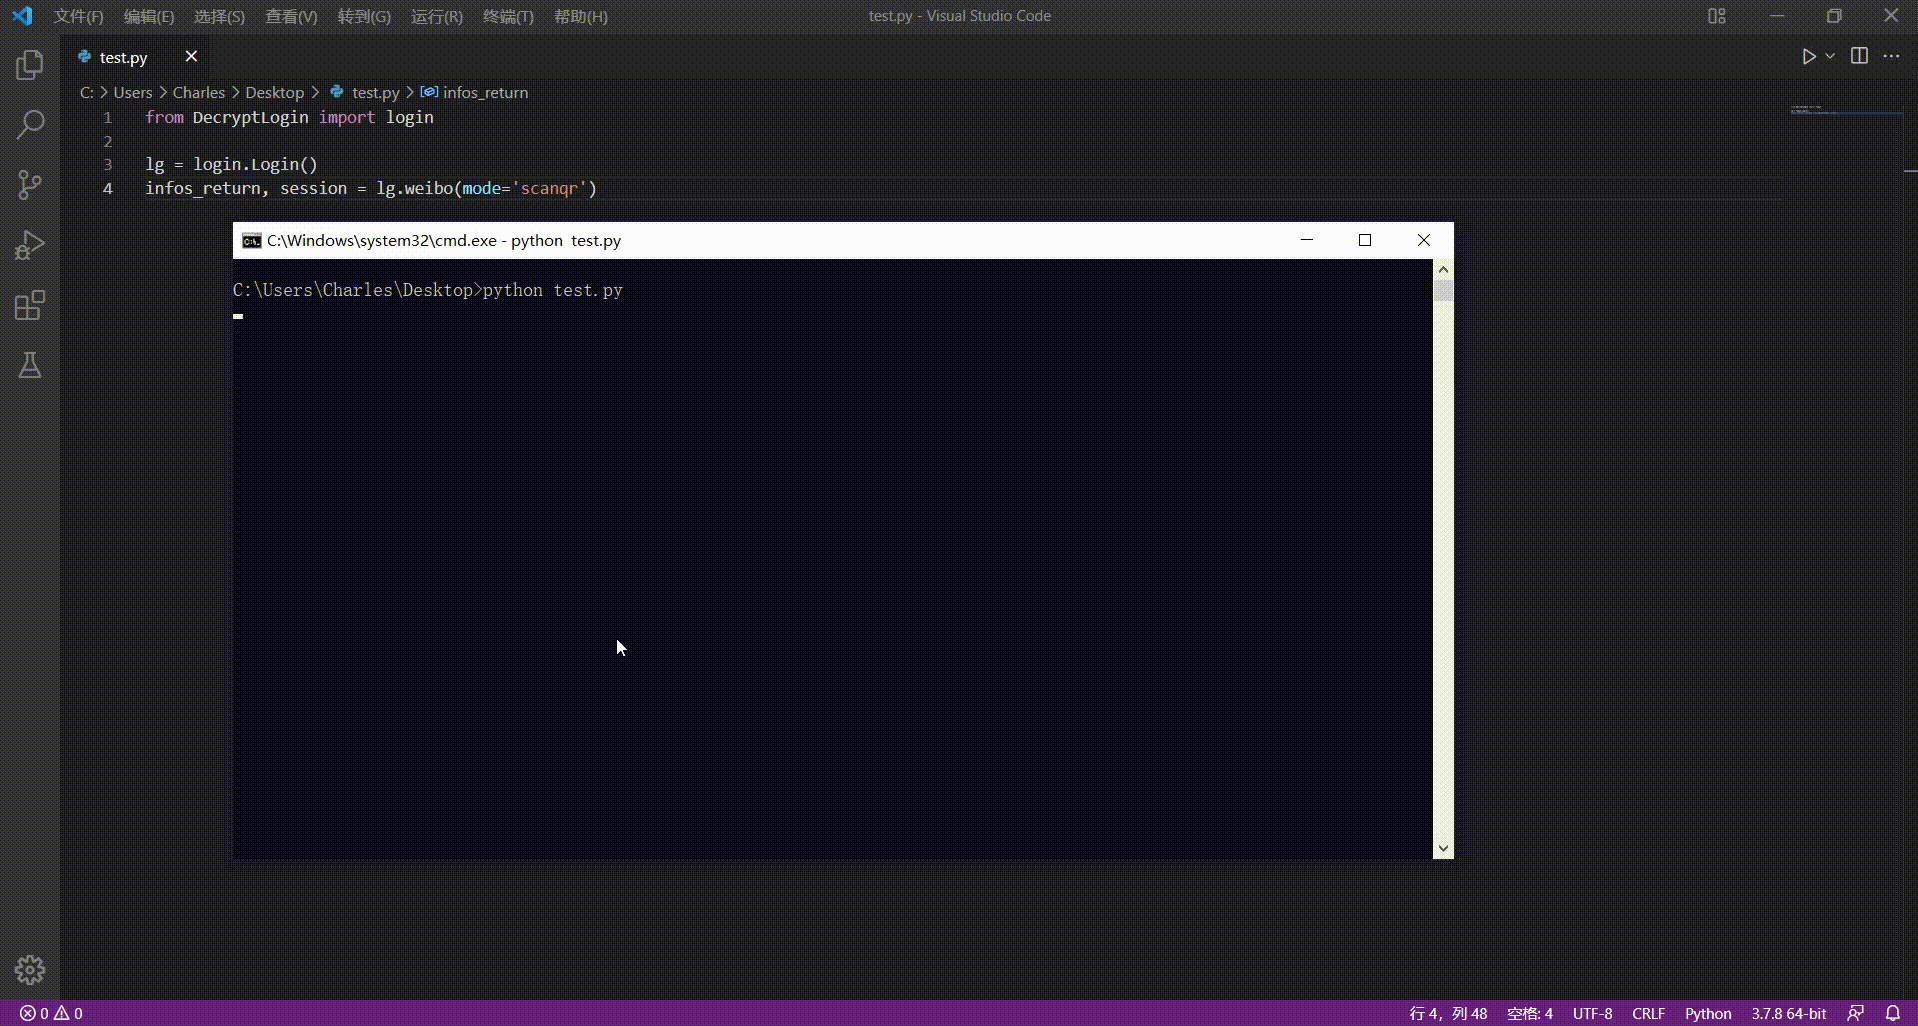 文件(F) 编辑(E) 选择(S) 查看(V) 转到(G) 运行(R) 终端(T) 帮助(H) test.py - Visual Studio Code
test.py
C: > Users > Charles > Desktop > test.py > infos_return
1 from DecryptLogin import login
2
3 lg = login.Login()
4 infos_return, session = lg.weibo(mode='scanqr')
C:\Windows\system32\cmd.exe - python  test.py
C:\Users\Charles\Desktop>python test.py
0 0 行 4，列 48 空格: 4 UTF-8 CRLF Python 3.7.8 64-bit